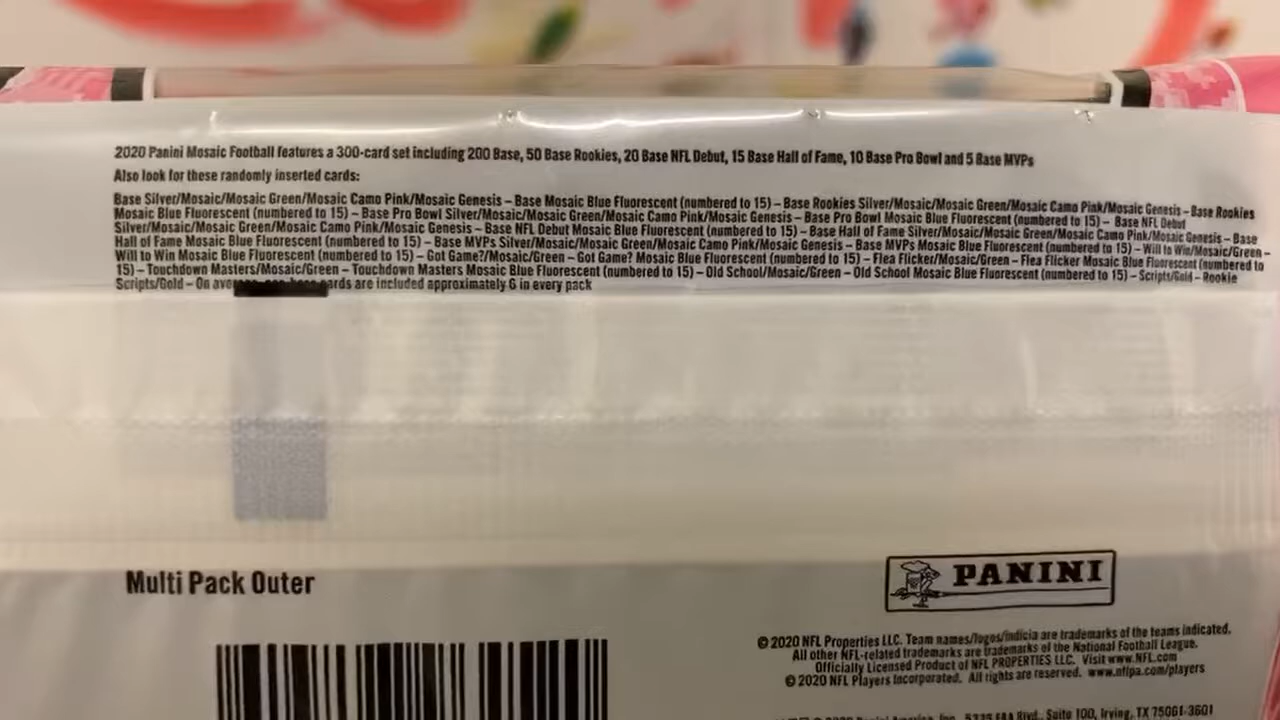 2020 Panini Mosaic Football features a 300-card set including 200 Base, 50 Base Rookies, 20 Base NFL Debut, 15 Base Hall of Fame, 10 Base Pro Bowl and 5 Base MVPs
Also look for these randomly inserted cards:
Base Silver/Mosaic/Mosaic Green/Mosaic Camo Pink/Mosaic Genesis – Base Mosaic Blue Fluorescent (numbered to 15) – Base Rookies Silver/Mosaic/Mosaic Green/Mosaic Camo Pink/Mosaic Genesis – Base Rookies
Mosaic Blue Fluorescent (numbered to 15) – Base Pro Bowl Silver/Mosaic/Mosaic Green/Mosaic Camo Pink/Mosaic Genesis – Base Pro Bowl Mosaic Blue Fluorescent (numbered to 15) – Base NFL Debut
Silver/Mosaic/Mosaic Green/Mosaic Camo Pink/Mosaic Genesis – Base NFL Debut Mosaic Blue Fluorescent (numbered to 15) – Base Hall of Fame Silver/Mosaic/Mosaic Green/Mosaic Camo Pink/Mosaic Genesis – Base
Hall of Fame Mosaic Blue Fluorescent (numbered to 15) – Base MVPs Silver/Mosaic/Mosaic Green/Mosaic Camo Pink/Mosaic Genesis – Base MVPs Mosaic Blue Fluorescent (numbered to 15) – Will to Win/Mosaic/Green –
Will to Win Mosaic Blue Fluorescent (numbered to 15) – Got Game?/Mosaic/Green – Got Game? Mosaic Blue Fluorescent (numbered to 15) – Flea Flicker/Mosaic/Green – Flea Flicker Mosaic Blue Fluorescent (numbered to
15) – Touchdown Masters/Mosaic/Green – Touchdown Masters Mosaic Blue Fluorescent (numbered to 15) – Old School/Mosaic/Green – Old School Mosaic Blue Fluorescent (numbered to 15) – Scripts/Gold – Rookie
Scripts/Gold – On are included approximately 6 in every pack
Multi Pack Outer
PANINI
© 2020 NFL Properties LLC. Team names/logos/indicia are trademarks of the teams indicated.
All other NFL-related trademarks are trademarks of the National Football League.
Officially Licensed Product of NFL PROPERTIES LLC. Visit www.NFL.com
© 2020 NFL Players Incorporated. All rights are reserved. www.nflpa.com/players
Suite 100, Irving, TX 75061-3601